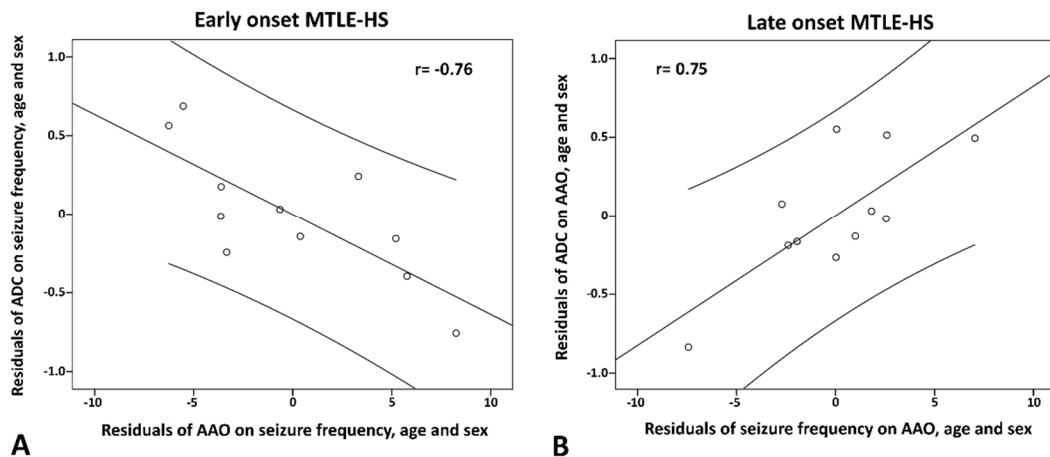 Early onset MTLE-HS
r= -0.76
Residuals of ADC on seizure frequency, age and sex
1.0
0.5
0
-0.5
-1.0
-10
-5
0
5
10
Residuals of AAO on seizure frequency, age and sex
A
Late onset MTLE-HS
r= 0.75
Residuals of ADC on AAO, age and sex
1.0
0.5
0
-0.5
-1.0
-10
-5
0
5
10
Residuals of seizure frequency on AAO, age and sex
B